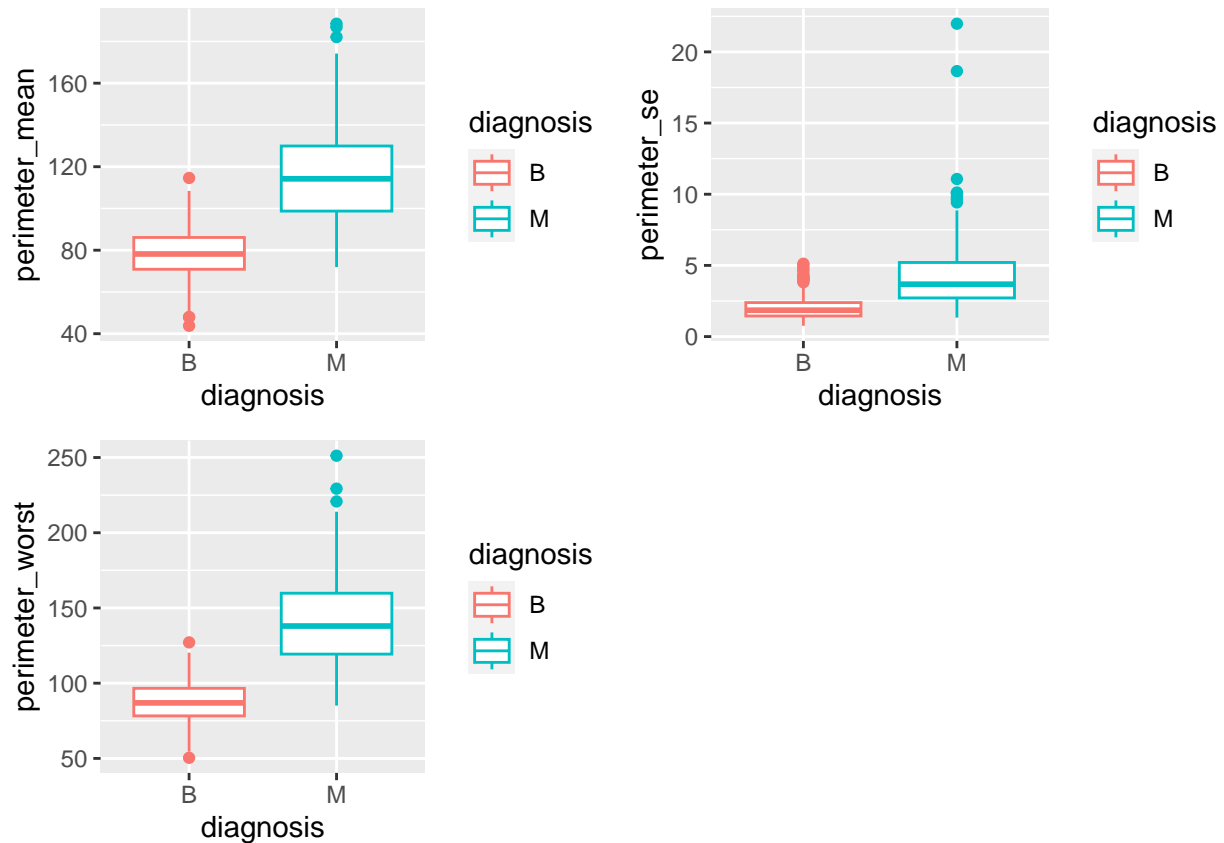 perimeter_mean
160
120
80
40
B M
diagnosis
diagnosis
B
M
perimeter_se
20
15
10
5
0
B M
diagnosis
diagnosis
B
M
perimeter_worst
250
200
150
100
50
B M
diagnosis
diagnosis
B
M